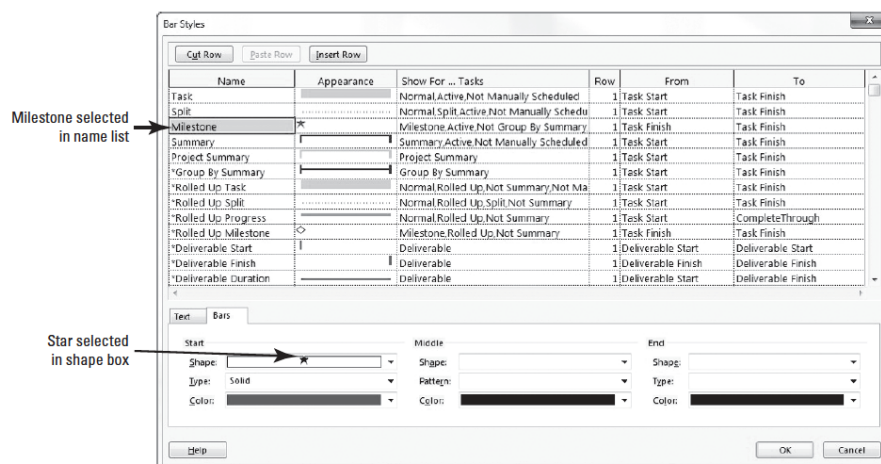 Bar Styles
Cut Row Paste Row Insert Row
Name Appearance Show For ... Tasks Row From To
Task Normal,Active,Not Manually Scheduled 1 Task Start Task Finish
Split Normal,Split,Active,Not Manually Schedu 1 Task Start Task Finish
Milestone selected
in name list
Milestone Milestone,Active,Not Group By Summary, 1 Task Finish Task Finish
Summary Summary,Active,Not Manually Scheduled 1 Task Start Task Finish
Project Summary Project Summary 1 Task Start Task Finish
*Group By Summary Group By Summary 1 Task Start Task Finish
*Rolled Up Task Normal,Rolled Up,Not Summary,Not Ma 1 Task Start Task Finish
*Rolled Up Split Normal,Rolled Up,Split,Not Summary 1 Task Start Task Finish
*Rolled Up Progress Normal,Rolled Up,Not Summary 1 Task Start CompleteThrough
*Rolled Up Milestone Milestone,Rolled Up,Not Summary 1 Task Finish Task Finish
*Deliverable Start Deliverable 1 Deliverable Start Deliverable Start
*Deliverable Finish Deliverable 1 Deliverable Finish Deliverable Finish
*Deliverable Duration Deliverable 1 Deliverable Start Deliverable Finish
Text Bars
Star selected
in shape box
Start Middle End
Shape: Shape: Shape:
Type: Solid Pattern: Type:
Color: Color: Color:
Help OK Cancel